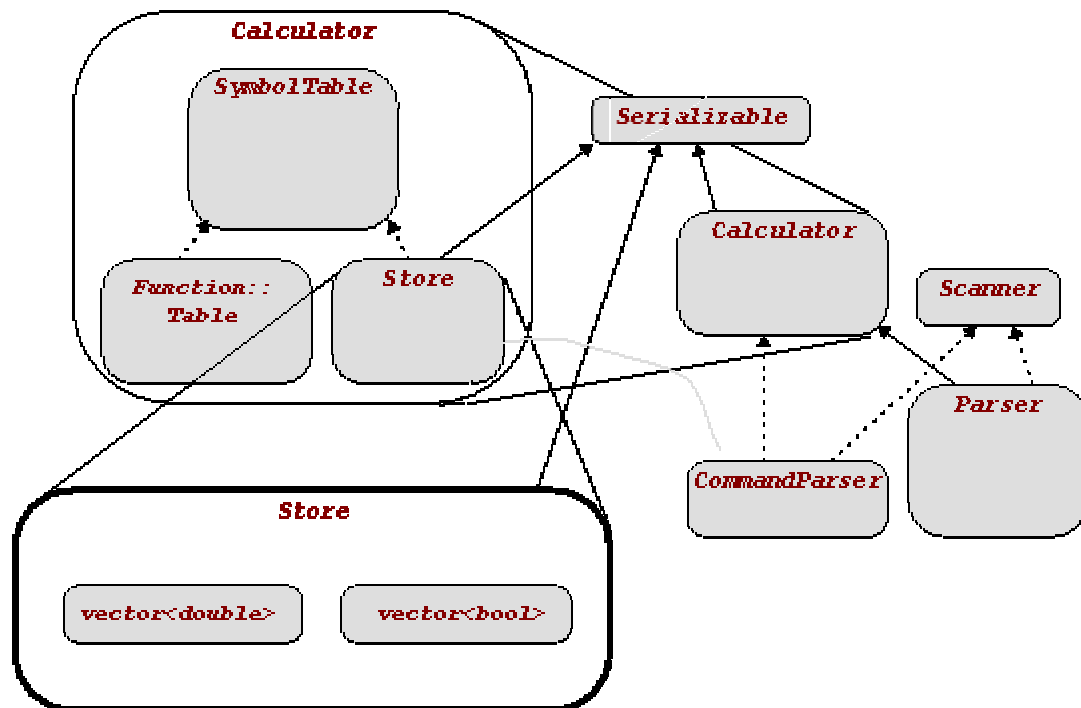 Calculator
SymbolTable
Serializable
Calculator
Function::
Table
Store
Scanner
Parser
CommandParser
Store
vector<double>
vector<bool>